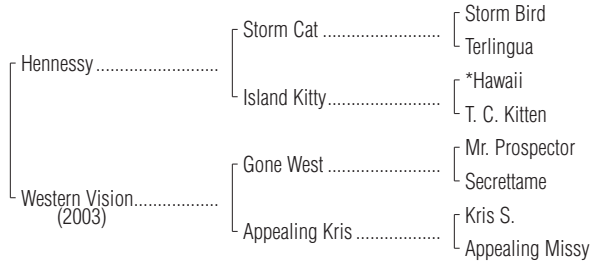 Storm Bird
Storm Cat ........................
Terlingua
Hennessy .........................
*Hawaii
Island Kitty .......................
T. C. Kitten
Mr. Prospector
Gone West .......................
Secrettame
Western Vision .................
(2003)
Kris S.
Appealing Kris .................
Appealing Missy